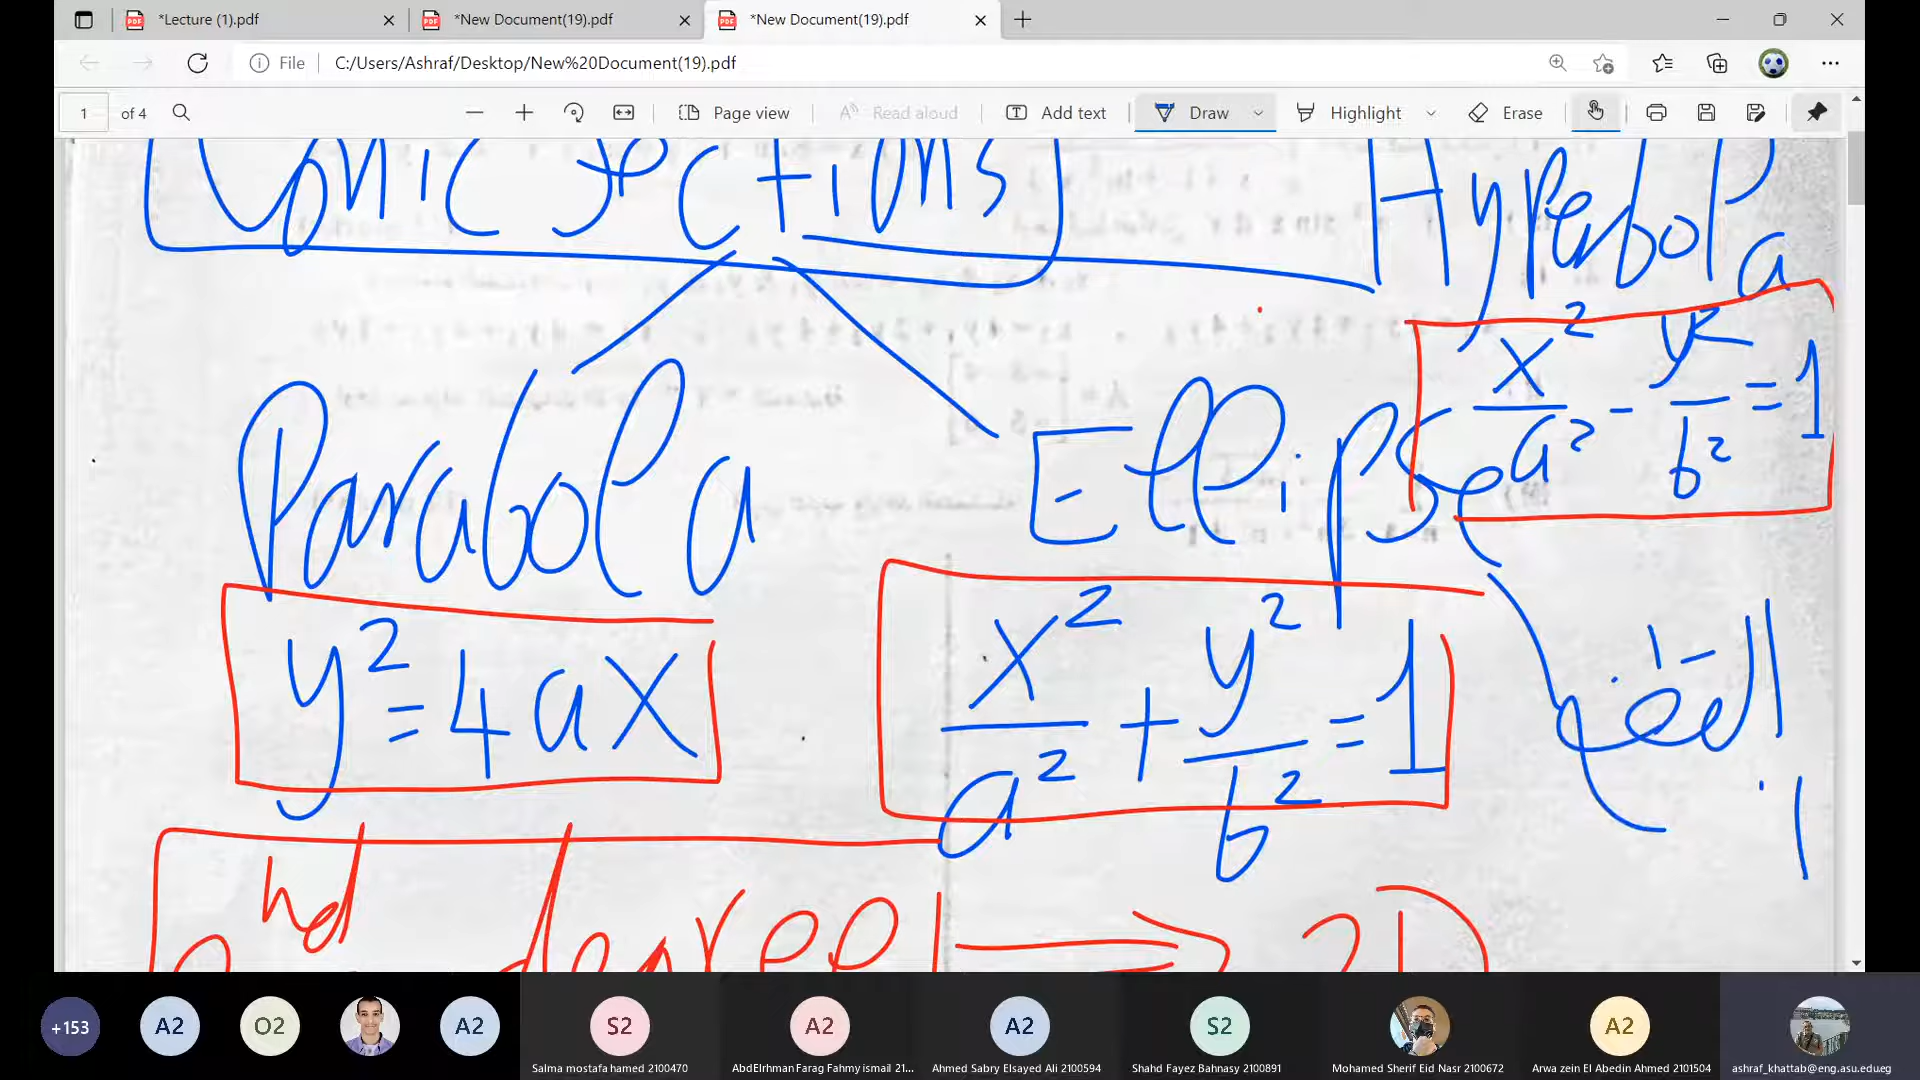 *Lecture (1).pdf
*New Document(19).pdf
*New Document(19).pdf
File
C:/Users/Ashraf/Desktop/New%20Document(19).pdf
1 of 4
Page view
Read aloud
Add text
Draw
Highlight
Erase
Conic Sections
Hyperbola
x²/a² - y²/b² = 1
Parabola
Ellipse
y² = 4ax
x²/a² + y²/b² = 1
2nd degree ⇒ 2D
+153
A2
O2
A2
S2
A2
A2
S2
A2
Salma mostafa hamed 2100470
AbdElrhman Farag Fahmy ismail 21...
Ahmed Sabry Elsayed Ali 2100594
Shahd Fayez Bahnasy 2100891
Mohamed Sherif Eid Nasr 2100672
Arwa zein El Abedin Ahmed 2101504
ashraf_khattab@eng.asu.edu.eg